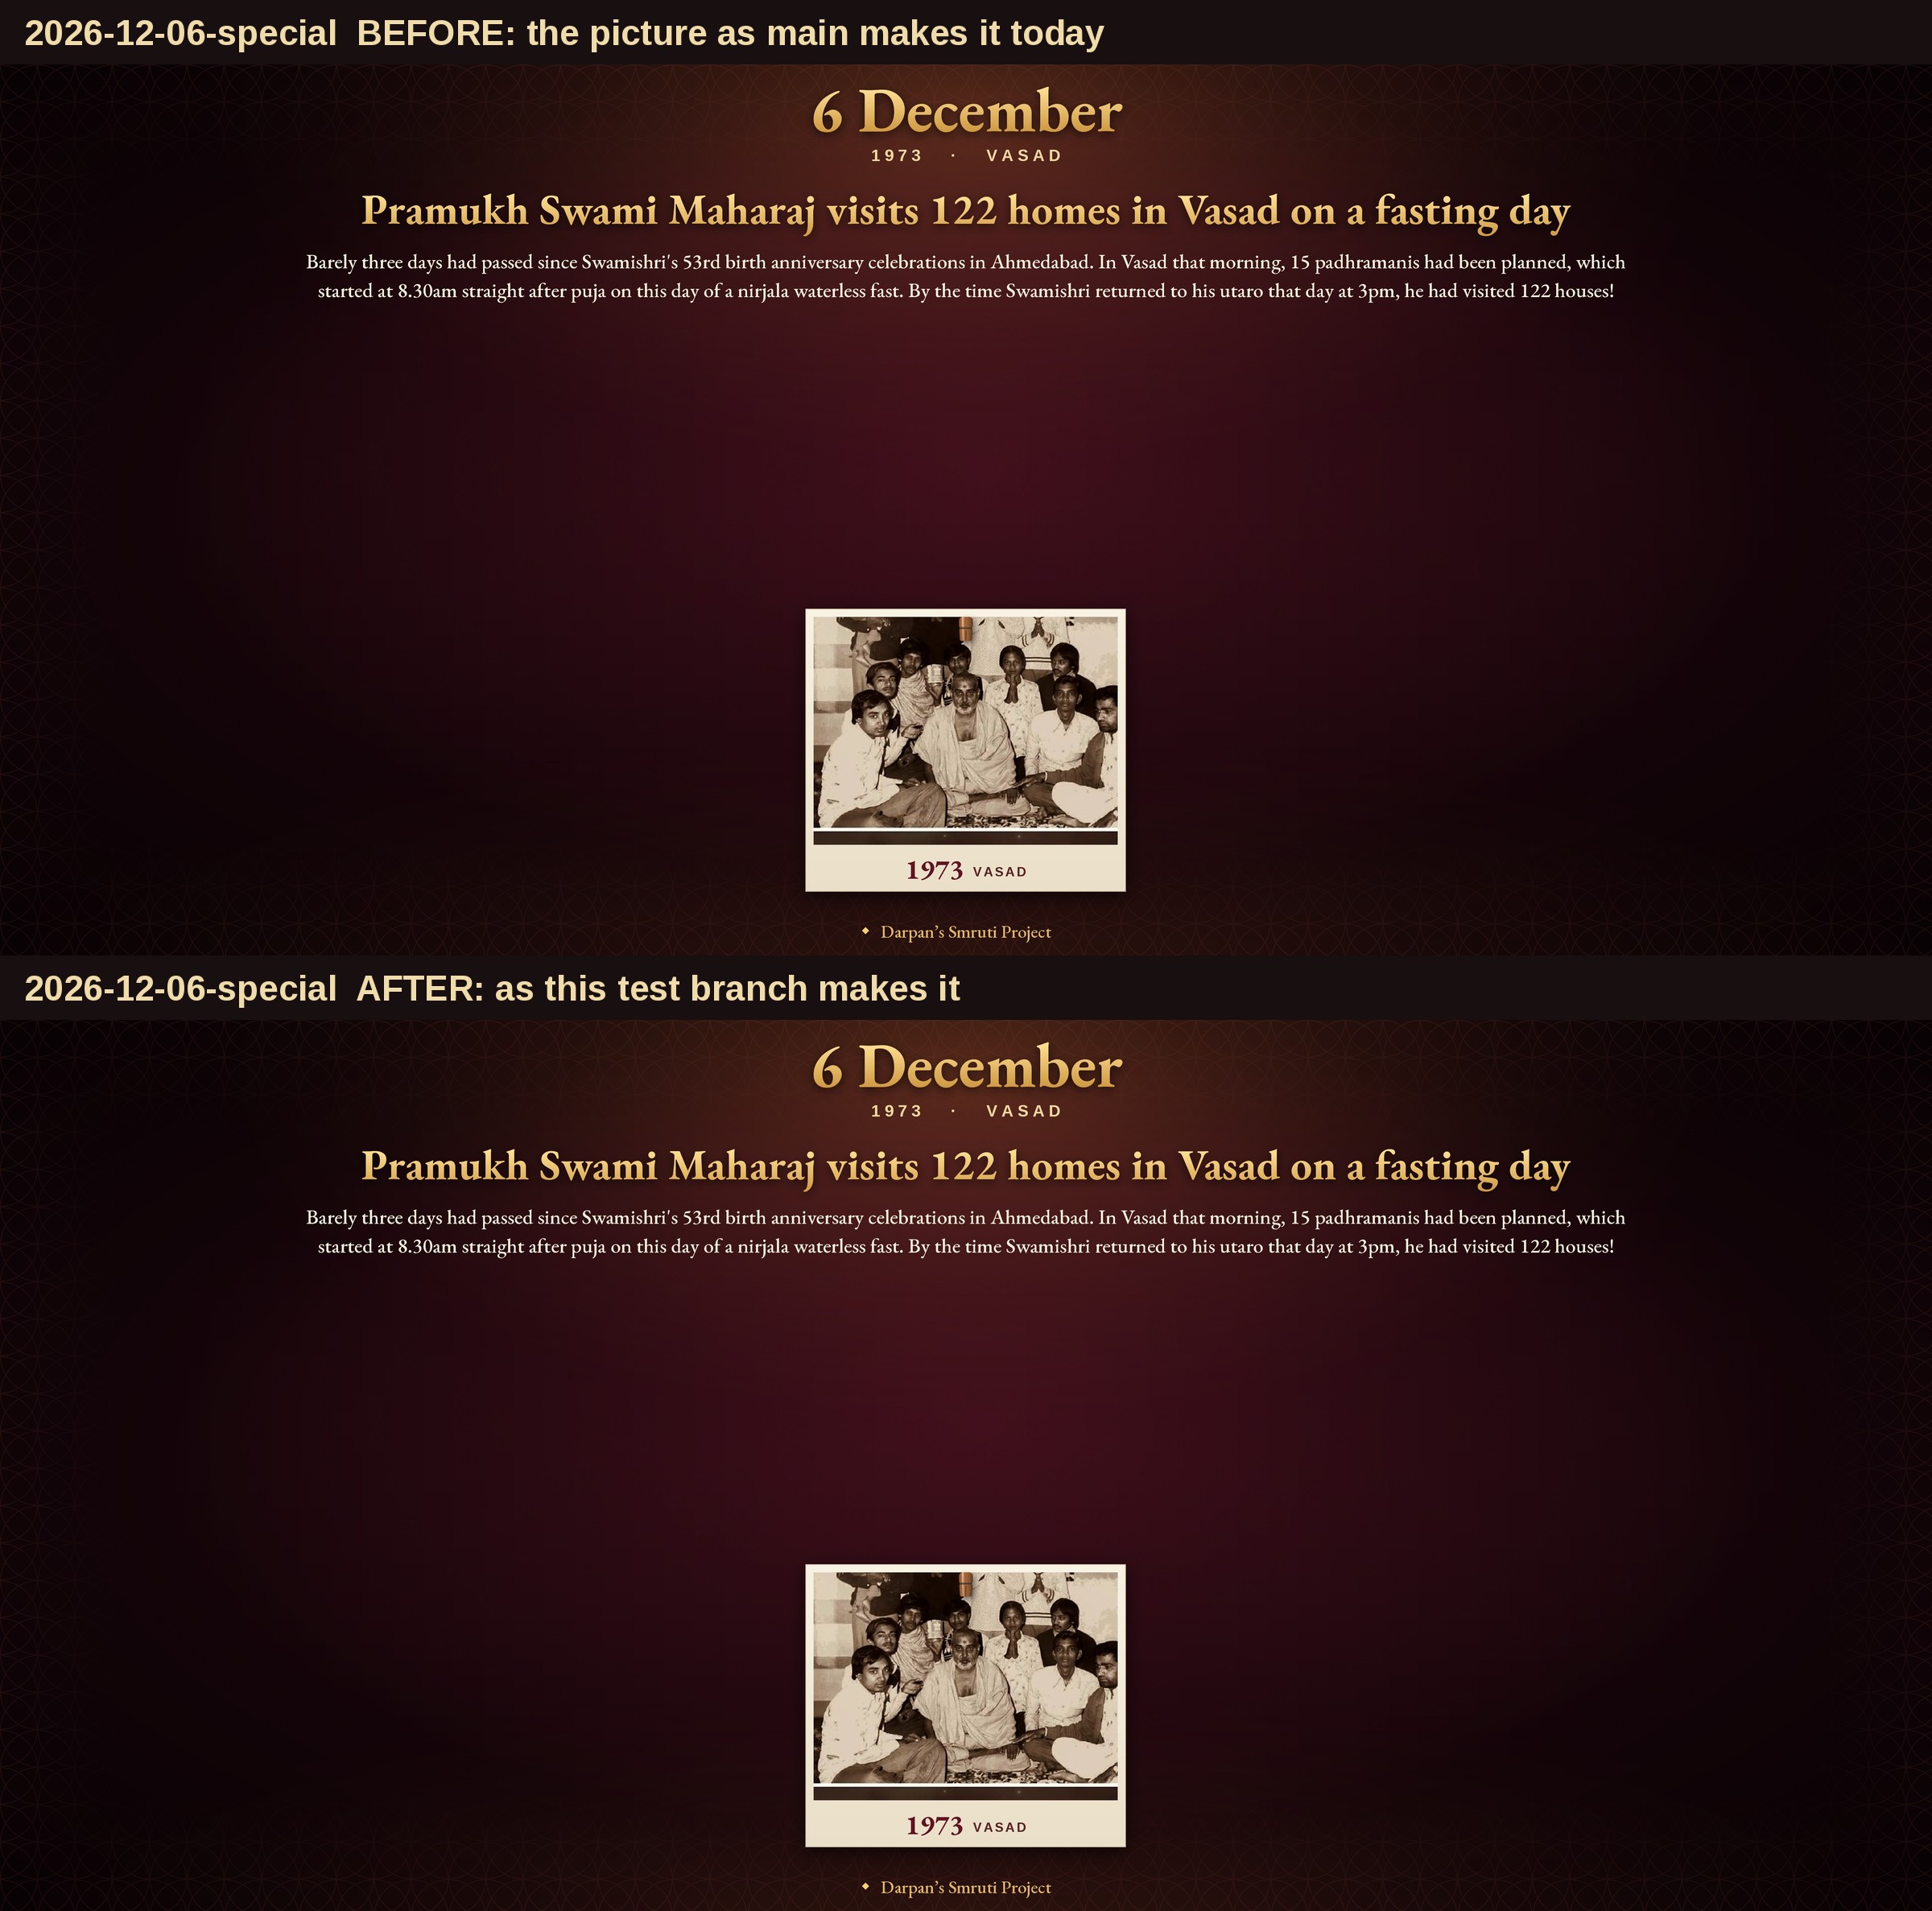 2026-12-06-special  BEFORE: the picture as main makes it today
6 December
1973 · VASAD
Pramukh Swami Maharaj visits 122 homes in Vasad on a fasting day
Barely three days had passed since Swamishri's 53rd birth anniversary celebrations in Ahmedabad. In Vasad that morning, 15 padhramanis had been planned, which
started at 8.30am straight after puja on this day of a nirjala waterless fast. By the time Swamishri returned to his utaro that day at 3pm, he had visited 122 houses!
1973 VASAD
Darpan’s Smruti Project
2026-12-06-special  AFTER: as this test branch makes it
6 December
1973 · VASAD
Pramukh Swami Maharaj visits 122 homes in Vasad on a fasting day
Barely three days had passed since Swamishri's 53rd birth anniversary celebrations in Ahmedabad. In Vasad that morning, 15 padhramanis had been planned, which
started at 8.30am straight after puja on this day of a nirjala waterless fast. By the time Swamishri returned to his utaro that day at 3pm, he had visited 122 houses!
1973 VASAD
Darpan’s Smruti Project